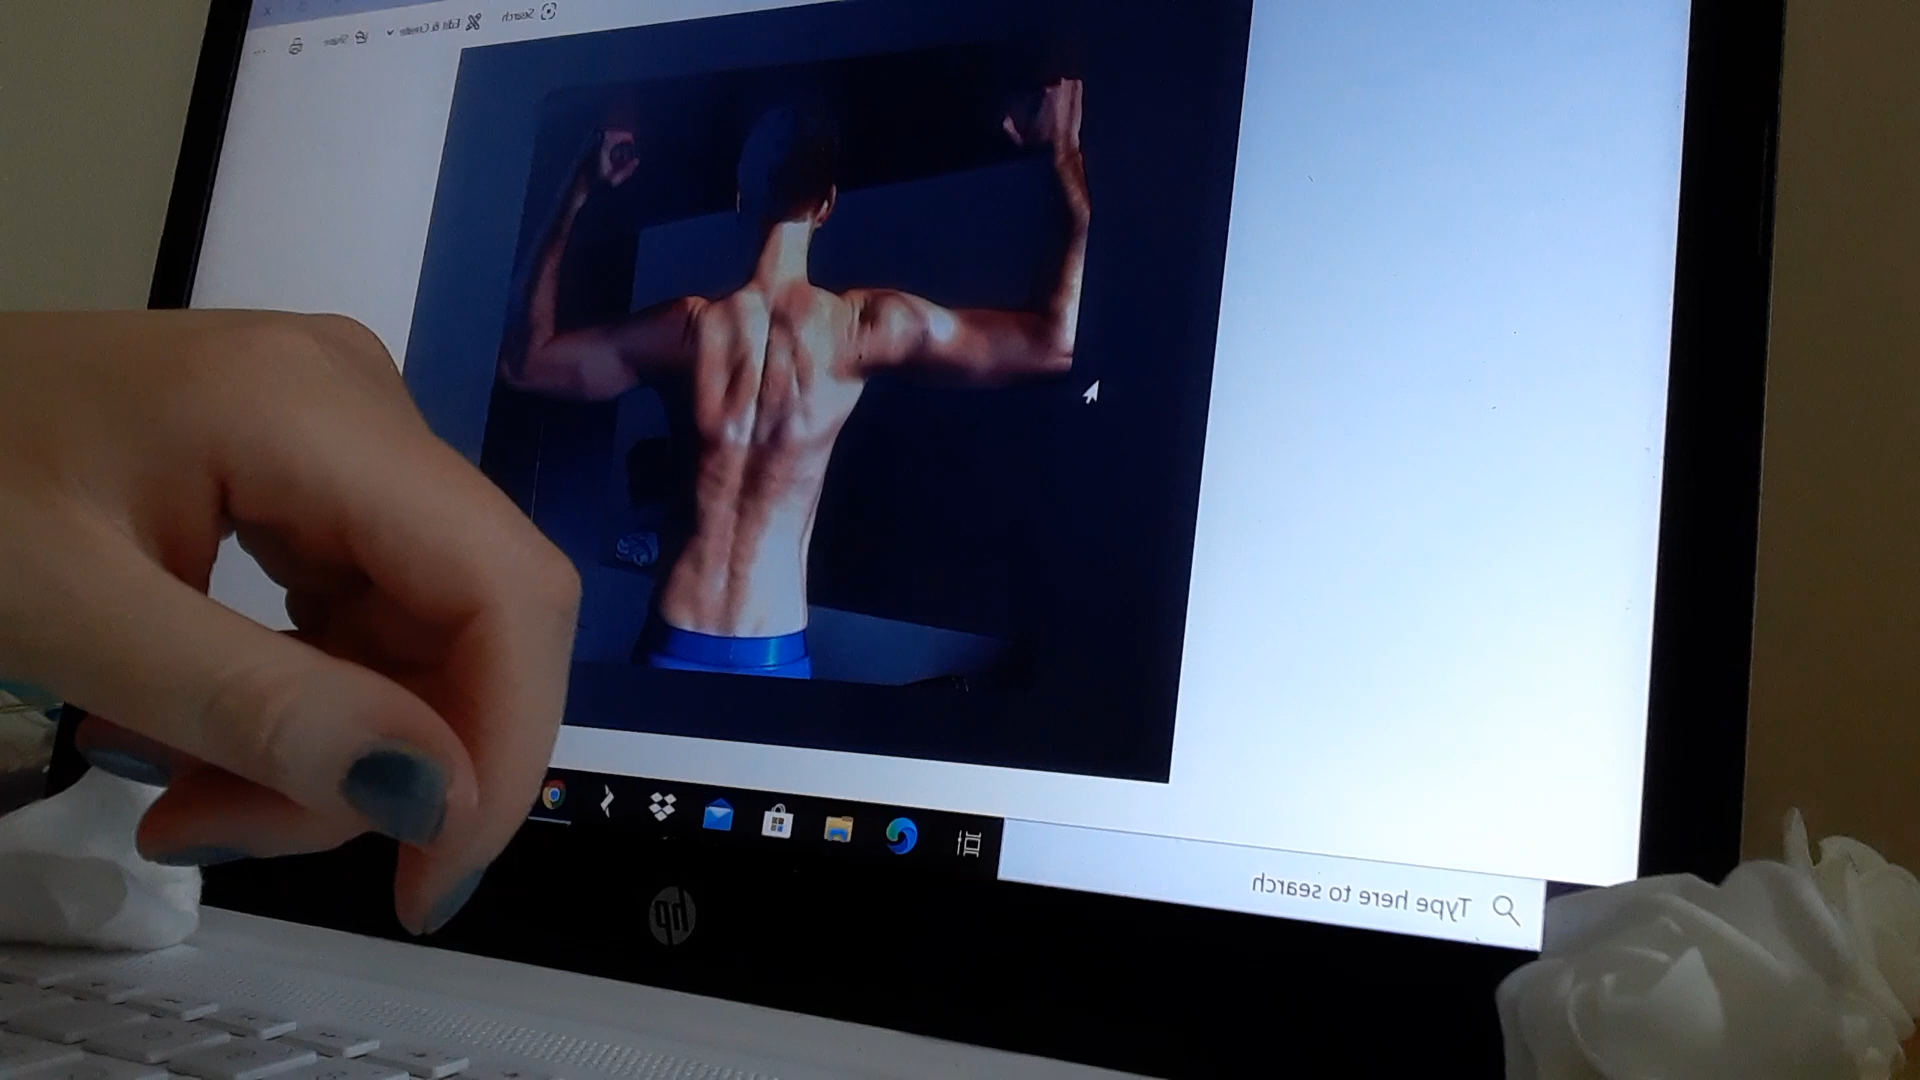 Search
Edit & Create
Share
hp
Type here to search